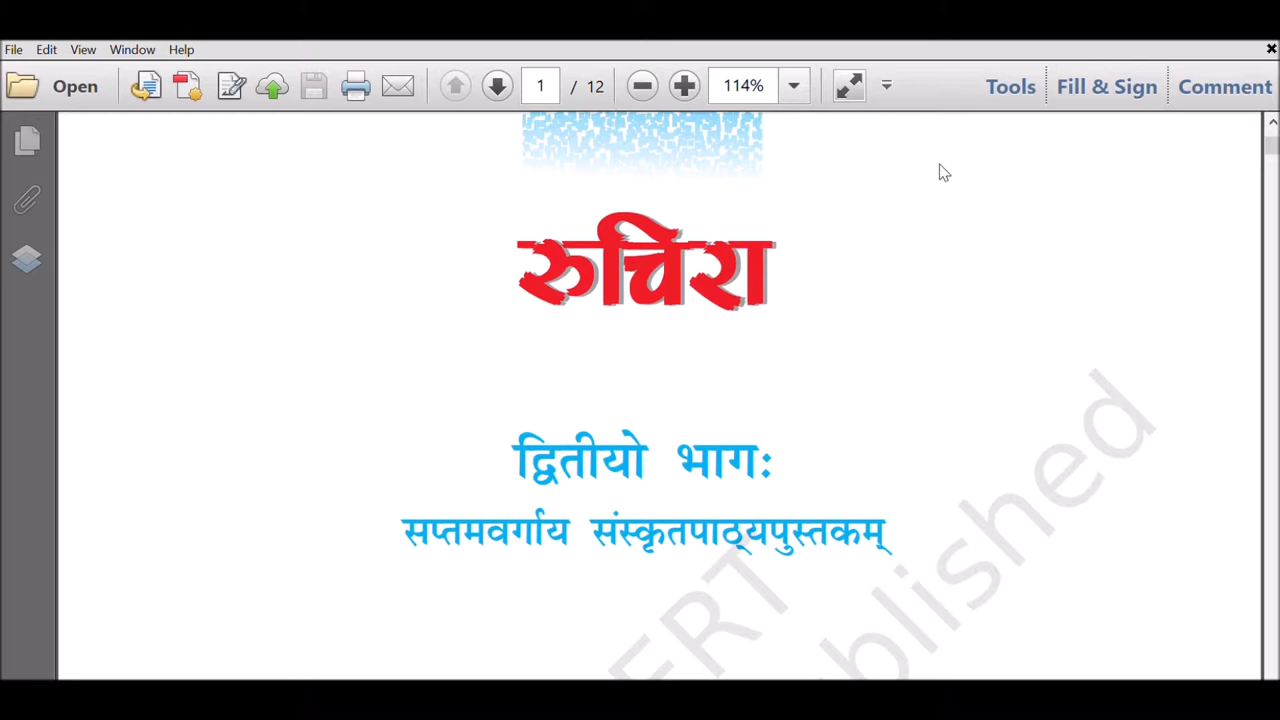 File Edit View Window Help
Open 1 / 12 114% Tools Fill & Sign Comment
रुचिरा
द्वितीयो भागः
सप्तमवर्गाय संस्कृतपाठ्यपुस्तकम्